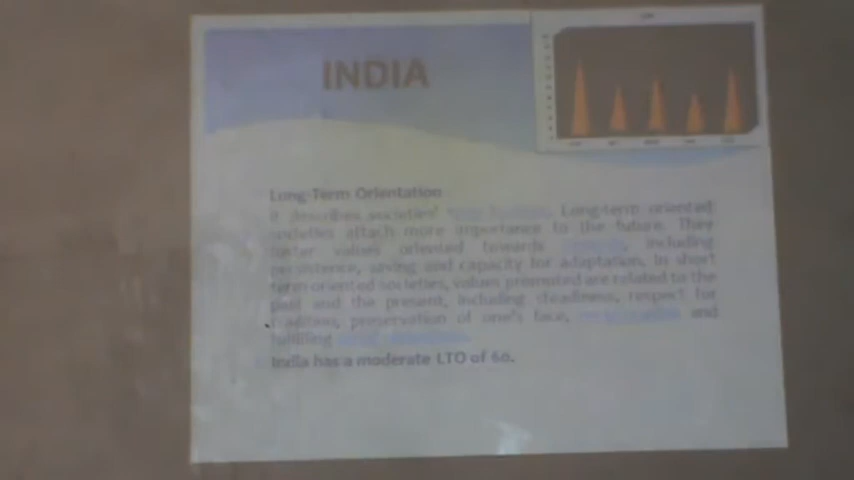 INDIA
Long-Term Orientation
It describes societies' "time horizon". Long-term oriented
societies attach more importance to the future. They
foster values oriented towards rewards, including
persistence, saving and capacity for adaptation. In short
term oriented societies, values promoted are related to the
past and the present, including steadiness, respect for
tradition, preservation of one's face, reciprocation and
fulfilling social obligations.
India has a moderate LTO of 60.